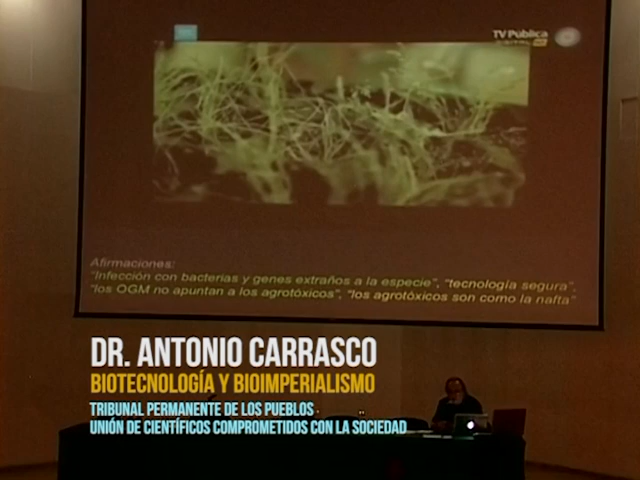 TV Pública
DIGITAL HD
Afirmaciones:
"Infección con bacterias y genes extraños a la especie", "tecnología segura",
"los OGM no apuntan a los agrotóxicos", "los agrotóxicos son como la nafta"
DR. ANTONIO CARRASCO
BIOTECNOLOGÍA Y BIOIMPERIALISMO
TRIBUNAL PERMANENTE DE LOS PUEBLOS
UNIÓN DE CIENTÍFICOS COMPROMETIDOS CON LA SOCIEDAD